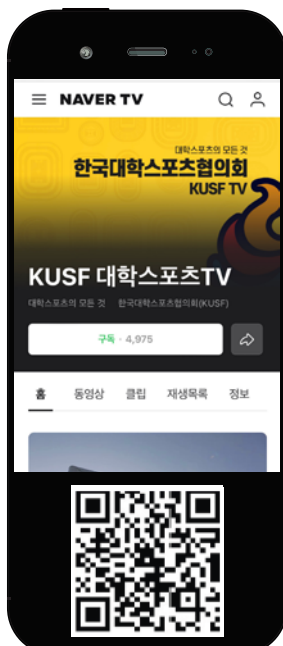 NAVER TV
대학스포츠의 모든 것
한국대학스포츠협의회
KUSF TV
KUSF 대학스포츠TV
대학스포츠의 모든 것 한국대학스포츠협의회(KUSF)
구독 · 4,975
홈 동영상 클립 재생목록 정보